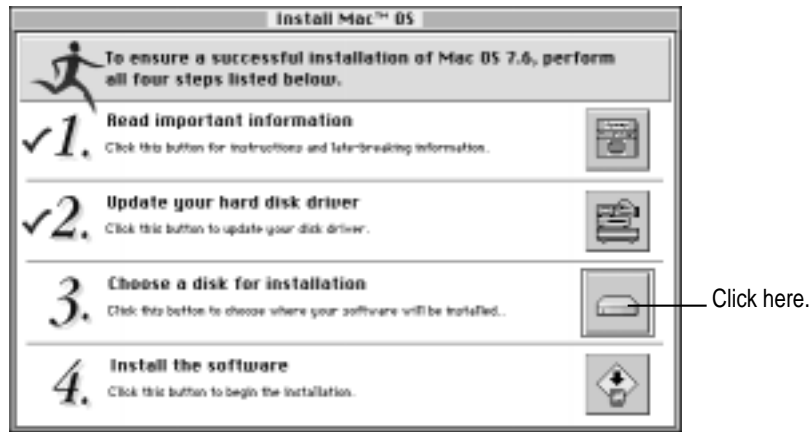 Install Mac™ OS
To ensure a successful installation of Mac OS 7.6, perform
all four steps listed below.
1. Read important information
Click this button for instructions and late-breaking information.
2. Update your hard disk driver
Click this button to update your disk driver.
3. Choose a disk for installation
Click this button to choose where your software will be installed..
Click here.
4. Install the software
Click this button to begin the installation.